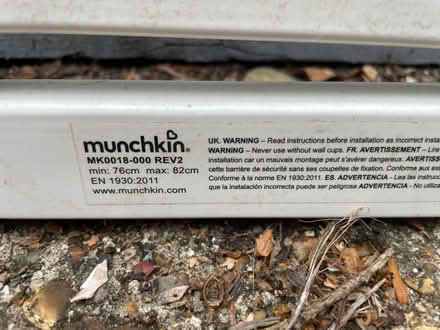 munchkin
MK0018-000 REV2
min: 76cm max: 82cm
EN 1930:2011
www.munchkin.com
UK. WARNING – Read instructions before installation as incorrect insta
WARNING – Never use without wall cups. FR. AVERTISSEMENT – Lire
installation car un mauvais montage peut s'avérer dangereux. AVERTISS
cette barrière de sécurité sans ses coupelles de fixation. Conforme aux
Conforme à la norme EN 1930:2011. ES. ADVERTENCIA - Lea las instruc
que la instalación incorrecta puede ser peligrosa ADVERTENCIA - No utiliz